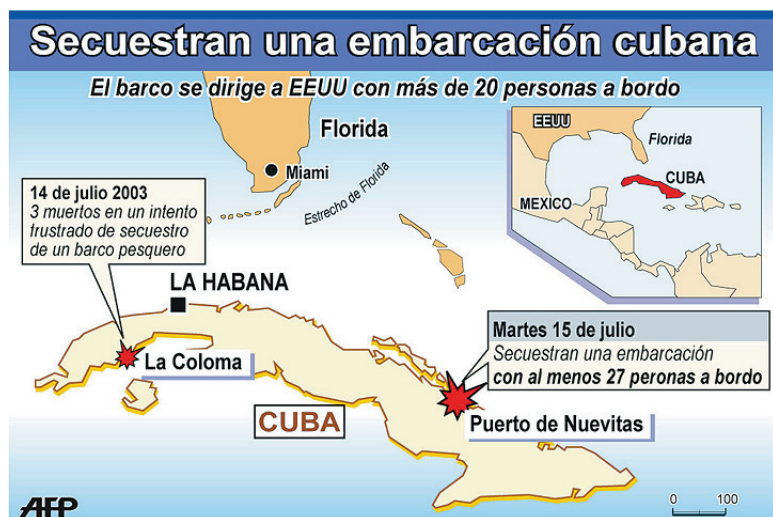 Secuestran una embarcación cubana
El barco se dirige a EEUU con más de 20 personas a bordo
Florida
Miami
Estrecho de Florida
14 de julio 2003
3 muertos en un intento
frustrado de secuestro
de un barco pesquero
LA HABANA
La Coloma
CUBA
EEUU
Florida
CUBA
MEXICO
Martes 15 de julio
Secuestran una embarcación
con al menos 27 peronas a bordo
Puerto de Nuevitas
AFP
0 100